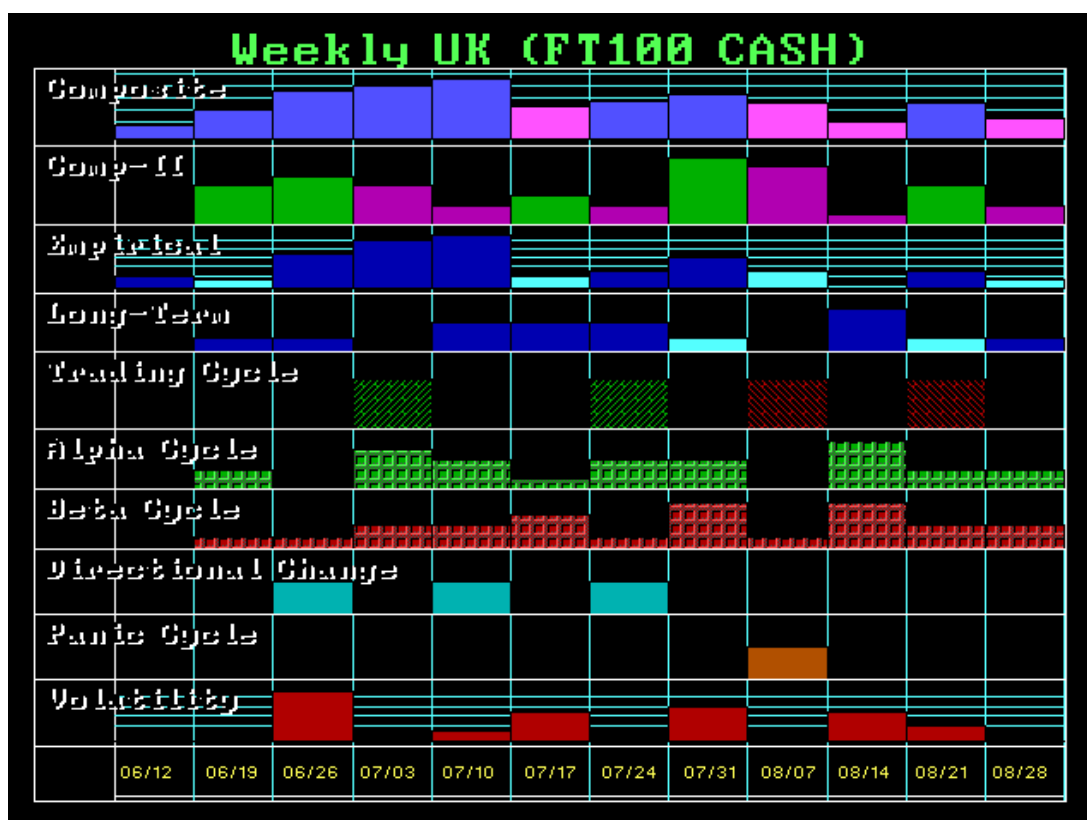 Weekly UK (FT100 CASH)
Composite
Comp-II
Empirical
Long-Term
Trading Cycle
Alpha Cycle
Beta Cycle
Directional Change
Panic Cycle
Volatility
06/12 06/19 06/26 07/03 07/10 07/17 07/24 07/31 08/07 08/14 08/21 08/28